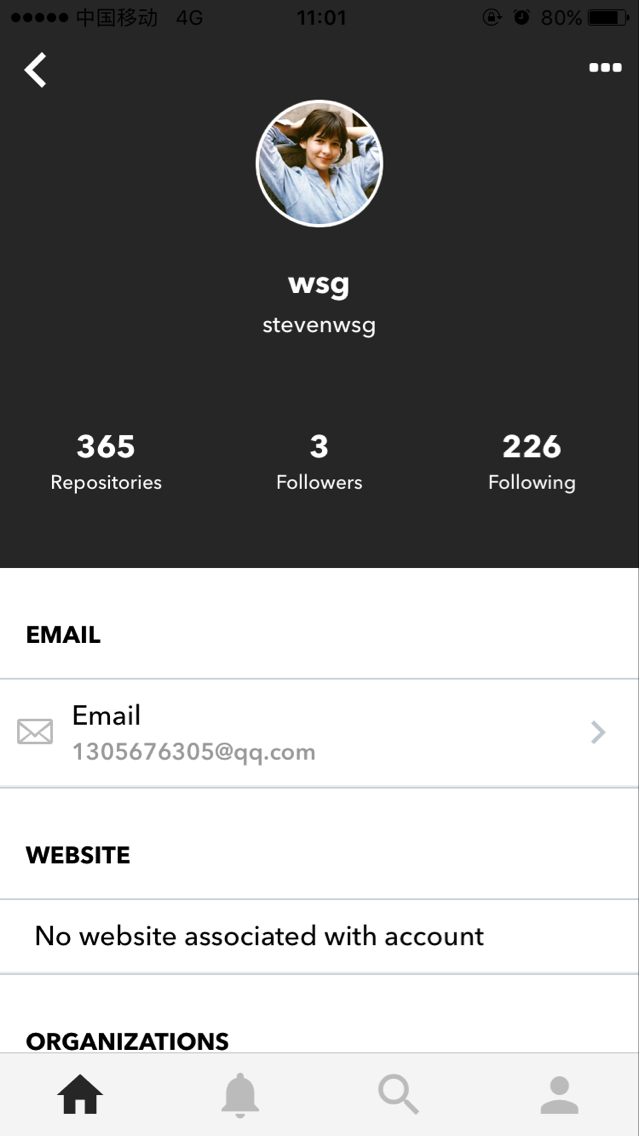 中国移动 4G 11:01 80%
wsg
stevenwsg
365 3 226
Repositories Followers Following
EMAIL
Email
1305676305@qq.com
WEBSITE
No website associated with account
ORGANIZATIONS